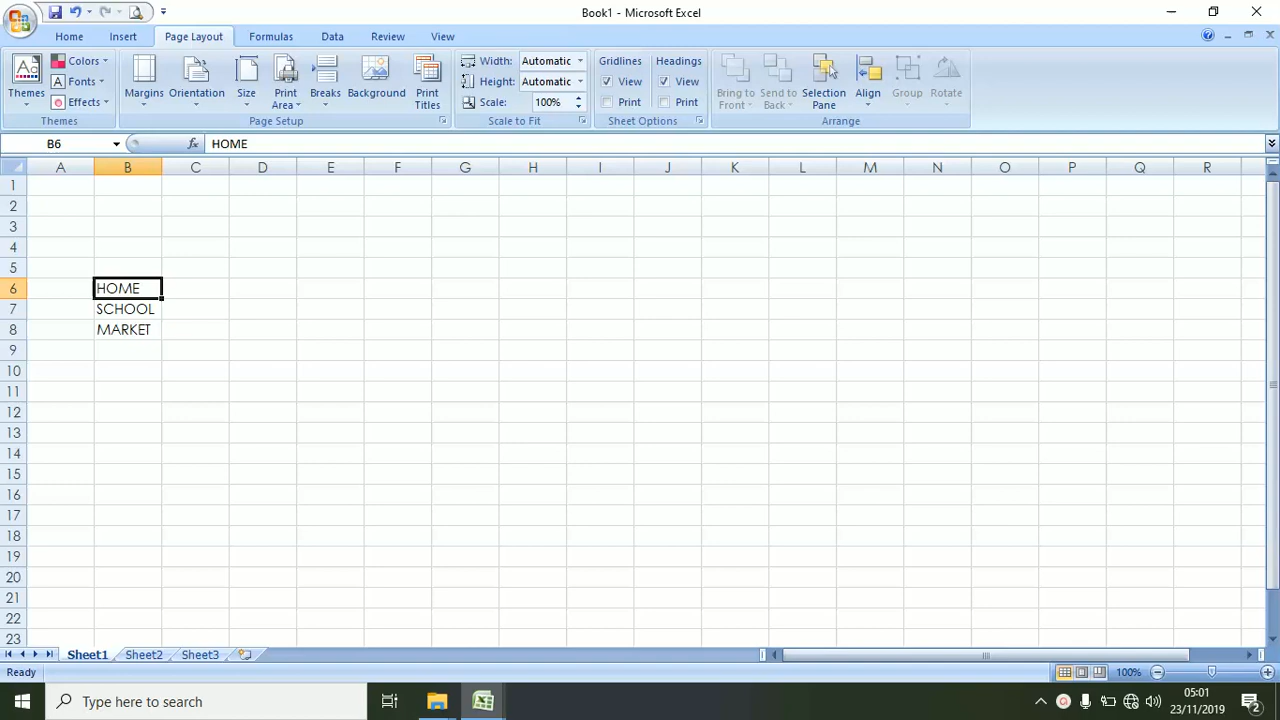 Book1 - Microsoft Excel
Home Insert Page Layout Formulas Data Review View
Themes Colors Fonts Effects Margins Orientation Size Print Area Breaks Background Print Titles Width: Automatic Height: Automatic Scale: 100% Gridlines View Print Headings View Print Bring to Front Send to Back Selection Pane Align Group Rotate
Themes Page Setup Scale to Fit Sheet Options Arrange
B6 fx HOME
A B C D E F G H I J K L M N O P Q R
1
2
3
4
5
6 HOME
7 SCHOOL
8 MARKET
9
10
11
12
13
14
15
16
17
18
19
20
21
22
23
Sheet1 Sheet2 Sheet3
Ready 100%
Type here to search 05:01
23/11/2019 2